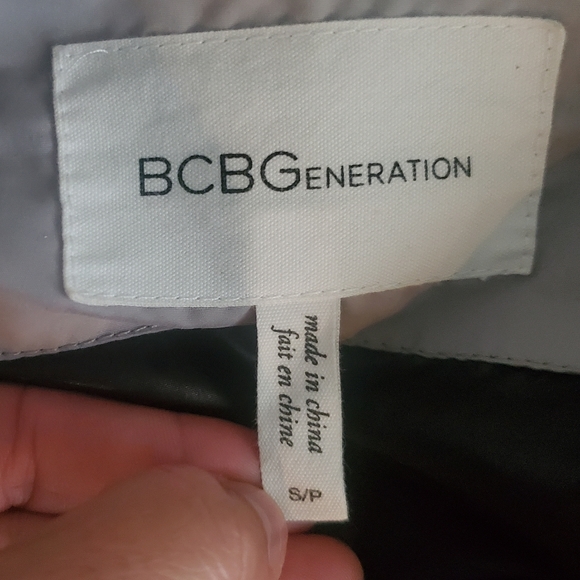 BCBGENERATION
made in china
fait en chine
S/P